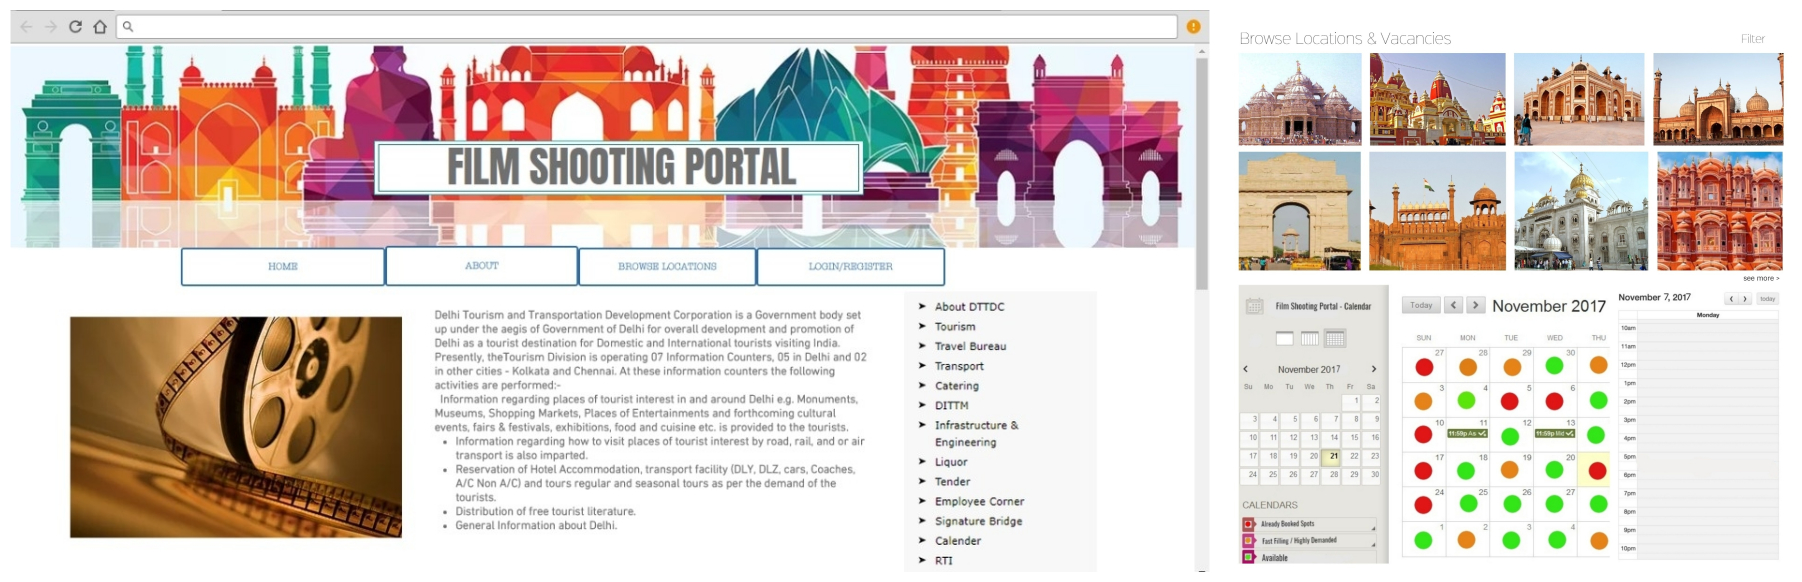 FILM SHOOTING PORTAL
HOME
ABOUT
BROWSE LOCATIONS
LOGIN/REGISTER
Delhi Tourism and Transportation Development Corporation is a Government body set
up under the aegis of Government of Delhi for overall development and promotion of
Delhi as a tourist destination for Domestic and International tourists visiting India.
Presently, theTourism Division is operating 07 Information Counters, 05 in Delhi and 02
in other cities - Kolkata and Chennai. At these information counters the following
activities are performed:-
Information regarding places of tourist interest in and around Delhi e.g. Monuments,
Museums, Shopping Markets, Places of Entertainments and forthcoming cultural
events, fairs & festivals, exhibitions, food and cuisine etc. is provided to the tourists.
• Information regarding how to visit places of tourist interest by road, rail, and or air
transport is also imparted.
• Reservation of Hotel Accommodation, transport facility (DLY, DLZ, cars, Coaches,
A/C Non A/C) and tours regular and seasonal tours as per the demand of the
tourists.
• Distribution of free tourist literature.
• General Information about Delhi.
➤ About DTTDC
➤ Tourism
➤ Travel Bureau
➤ Transport
➤ Catering
➤ DITTM
➤ Infrastructure &
Engineering
➤ Liquor
➤ Tender
➤ Employee Corner
➤ Signature Bridge
➤ Calender
➤ RTI
Browse Locations & Vacancies
Filter
see more >
Film Shooting Portal - Calendar
November 2017
Su Mo Tu We Th Fr Sa
1 2
3 4 5 6 7 8 9
10 11 12 13 14 15 16
17 18 19 20 21 22 23
24 25 26 27 28 29 30
CALENDARS
Already Booked Spots
Fast Filling / Highly Demanded
Available
Today
November 2017
SUN MON TUE WED THU
27 28 29 30
3 4 5 6
10 11 12 13
11:59p As
11:59p Wd
17 18 19 20
24 25 26 27
1 2 3 4
November 7, 2017
today
Monday
10am
11am
12pm
1pm
2pm
3pm
4pm
5pm
6pm
7pm
8pm
9pm
10pm